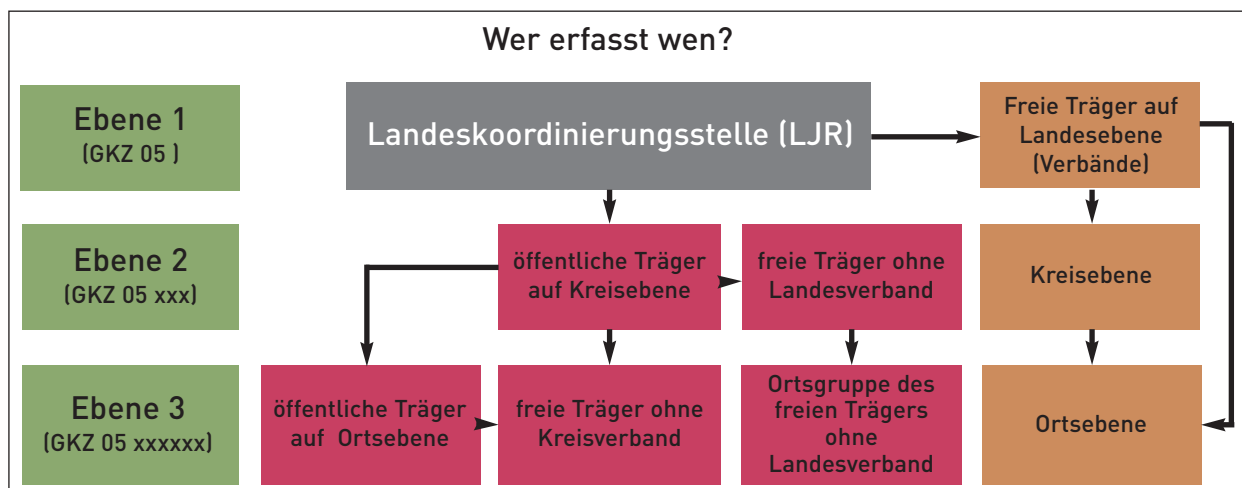 Wer erfasst wen?
Ebene 1
(GKZ 05 )
Landeskoordinierungsstelle (LJR)
Freie Träger auf
Landesebene
(Verbände)
Ebene 2
(GKZ 05 xxx)
öffentliche Träger
auf Kreisebene
freie Träger ohne
Landesverband
Kreisebene
Ebene 3
(GKZ 05 xxxxxx)
öffentliche Träger
auf Ortsebene
freie Träger ohne
Kreisverband
Ortsgruppe des
freien Trägers
ohne
Landesverband
Ortsebene